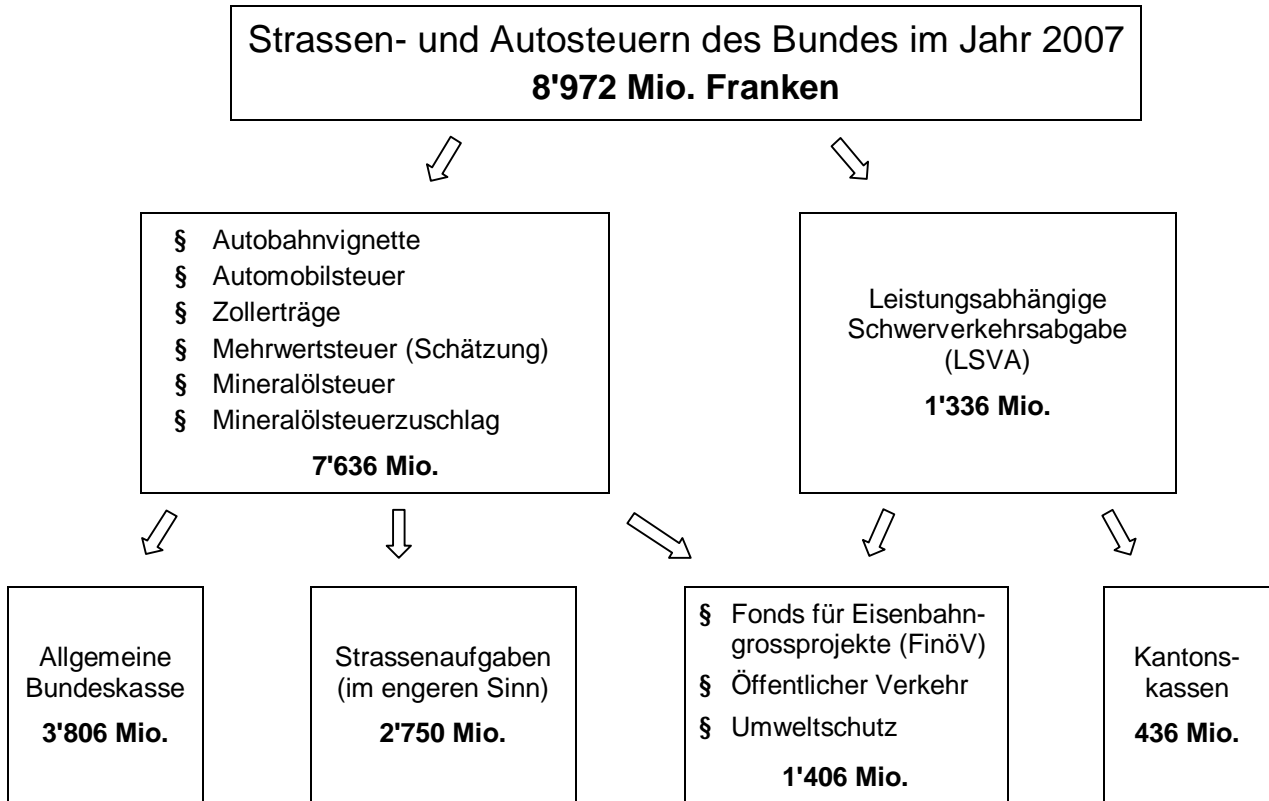 Strassen- und Autosteuern des Bundes im Jahr 2007
8'972 Mio. Franken
§ Autobahnvignette
§ Automobilsteuer
§ Zollerträge
§ Mehrwertsteuer (Schätzung)
§ Mineralölsteuer
§ Mineralölsteuerzuschlag
7'636 Mio.
Leistungsabhängige
Schwerverkehrsabgabe
(LSVA)
1'336 Mio.
Allgemeine
Bundeskasse
3'806 Mio.
Strassenaufgaben
(im engeren Sinn)
2'750 Mio.
§ Fonds für Eisenbahn-
grossprojekte (FinöV)
§ Öffentlicher Verkehr
§ Umweltschutz
1'406 Mio.
Kantons-
kassen
436 Mio.